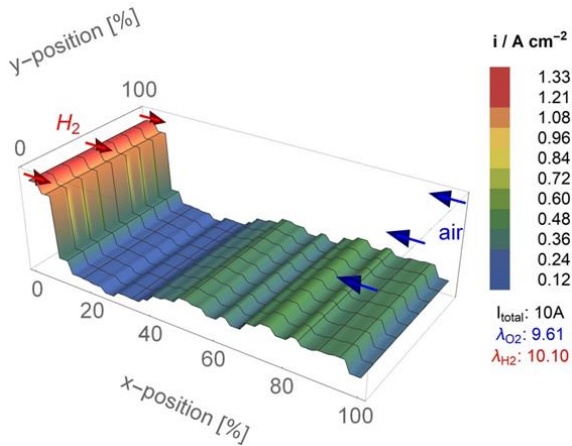 y-position [%]
i / A cm⁻²
100
H2
0
1.33
1.21
1.08
0.96
0.84
0.72
0.60
0.48
0.36
0.24
0.12
air
0
20
40
60
80
100
x-position [%]
Itotal: 10A
λO2: 9.61
λH2: 10.10